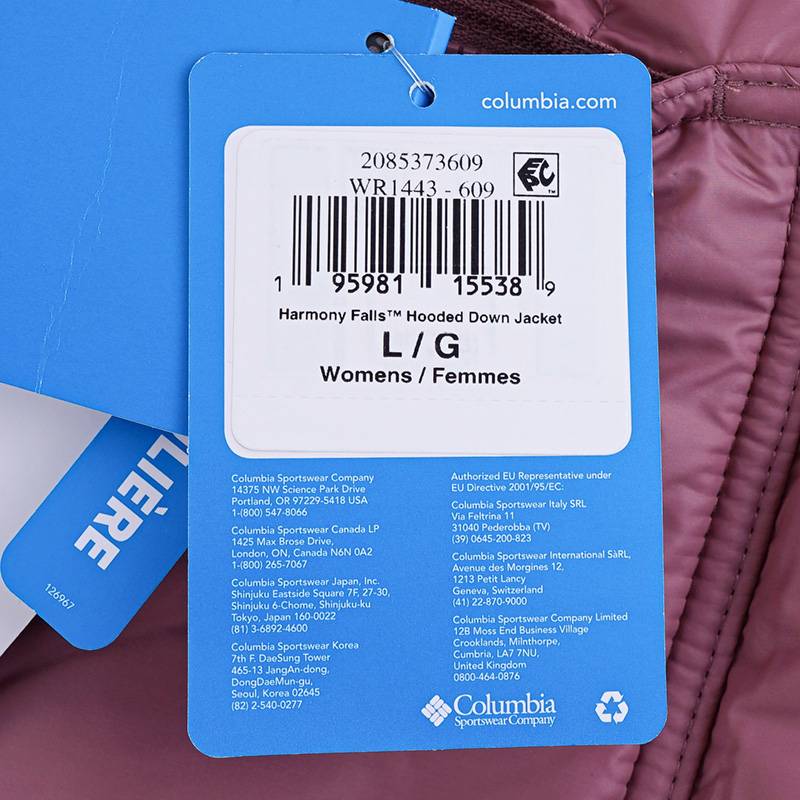 columbia.com
2085373609
WR1443 - 609
EPC™
1 95981 15538 9
Harmony Falls™ Hooded Down Jacket
L / G
Womens / Femmes
Columbia Sportswear Company
14375 NW Science Park Drive
Portland, OR 97229-5418 USA
1-(800) 547-8066
Columbia Sportswear Canada LP
1425 Max Brose Drive,
London, ON, Canada N6N 0A2
1-(800) 265-7067
Columbia Sportswear Japan, Inc.
Shinjuku Eastside Square 7F, 27-30,
Shinjuku 6-Chome, Shinjuku-ku
Tokyo, Japan 160-0022
(81) 3-6892-4600
Columbia Sportswear Korea
7th F. DaeSung Tower
465-13 JangAn-dong,
DongDaeMun-gu,
Seoul, Korea 02645
(82) 2-540-0277
Authorized EU Representative under
EU Directive 2001/95/EC:
Columbia Sportswear Italy SRL
Via Feltrina 11
31040 Pederobba (TV)
(39) 0645-200-823
Columbia Sportswear International SàRL,
Avenue des Morgines 12,
1213 Petit Lancy
Geneva, Switzerland
(41) 22-870-9000
Columbia Sportswear Company Limited
12B Moss End Business Village
Crooklands, Milnthorpe,
Cumbria, LA7 7NU,
United Kingdom
0800-464-0876
Columbia
Sportswear Company
LIÈRE
126967